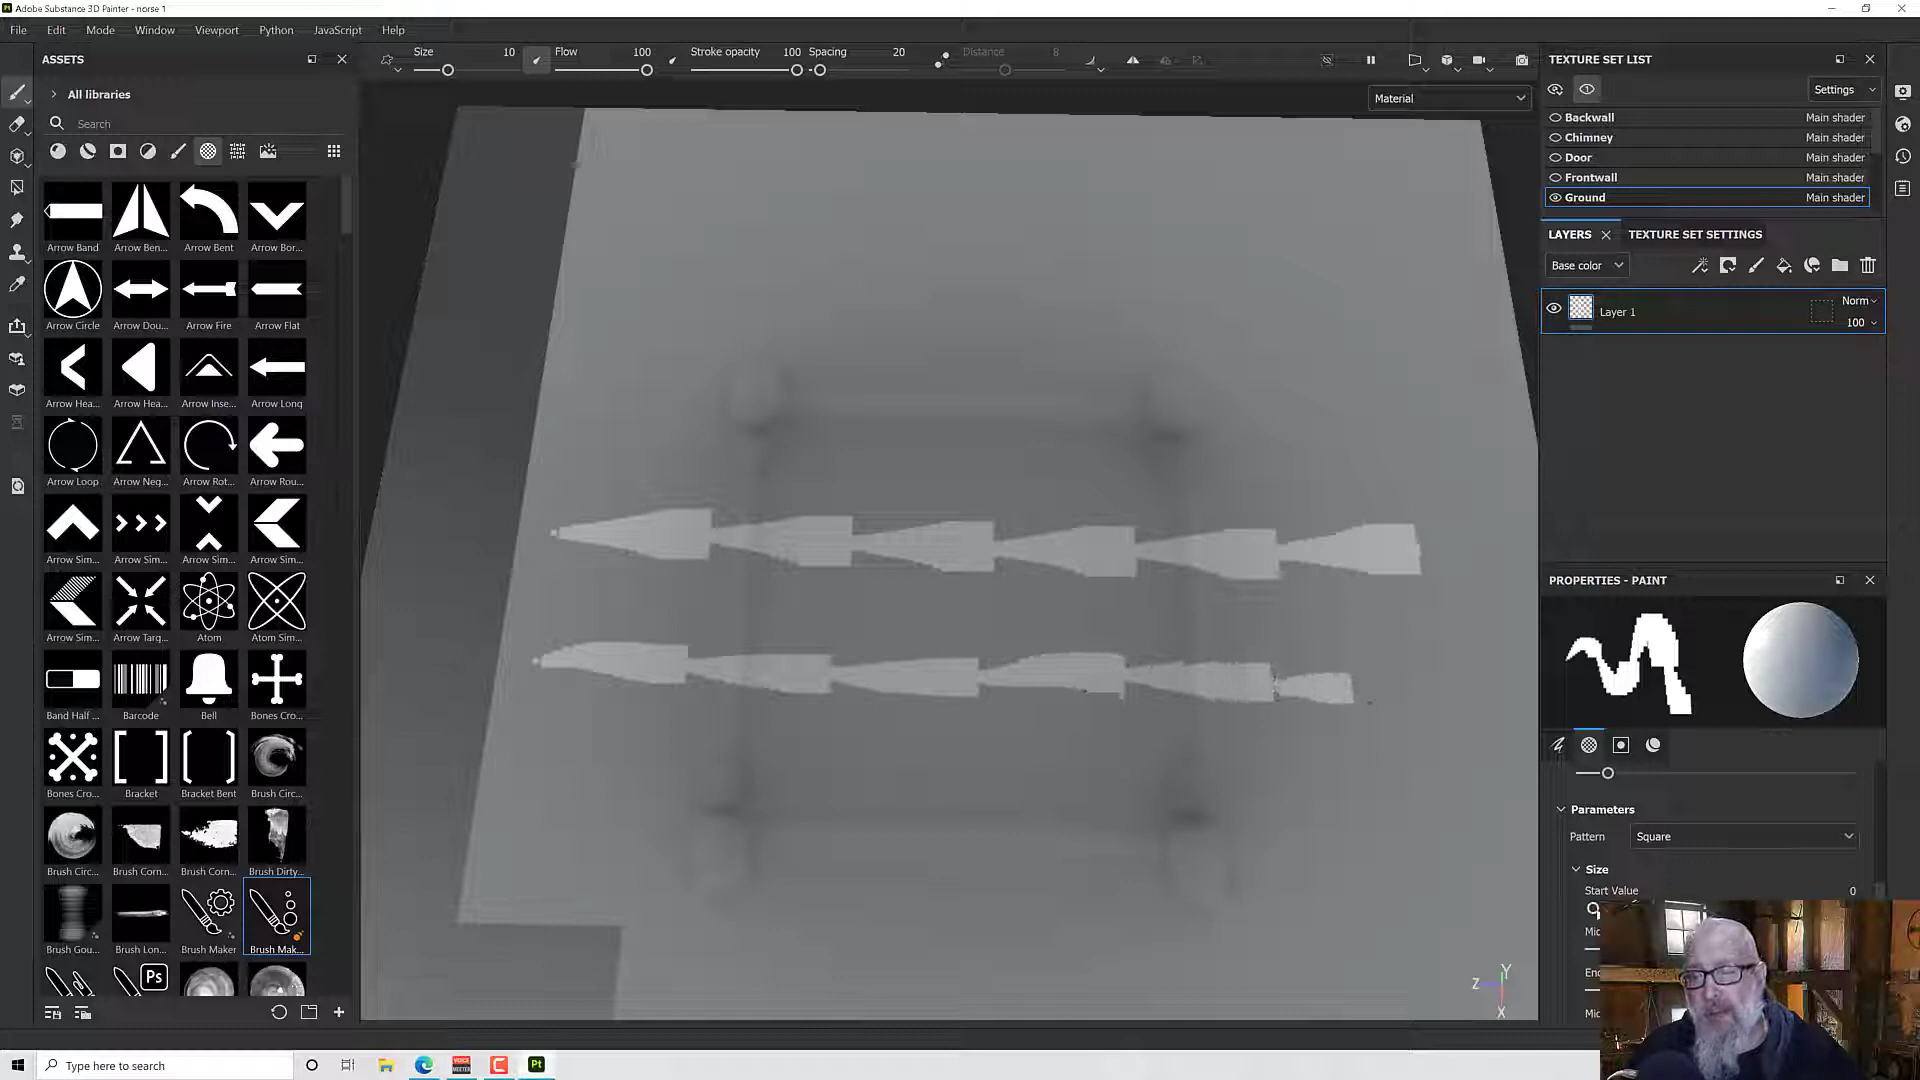 Adobe Substance 3D Painter - norse 1
File Edit Mode Window Viewport Python JavaScript Help
ASSETS
Size 10 Flow 100 Stroke opacity 100 Spacing 20 Distance 8
TEXTURE SET LIST
All libraries
Search
Material
Settings
Backwall Main shader
Chimney Main shader
Door Main shader
Frontwall Main shader
Ground Main shader
LAYERS TEXTURE SET SETTINGS
Base color
Layer 1 Norm
100
Arrow Band Arrow Ben... Arrow Bent Arrow Bor...
Arrow Circle Arrow Dou... Arrow Fire Arrow Flat
Arrow Hea... Arrow Hea... Arrow Inse... Arrow Long
Arrow Loop Arrow Neg... Arrow Rot... Arrow Rou...
Arrow Sim... Arrow Sim... Arrow Sim... Arrow Sim...
Arrow Sim... Arrow Targ... Atom Atom Sim...
Band Half ... Barcode Bell Bones Cro...
Bones Cro... Bracket Bracket Bent Brush Circ...
Brush Circ... Brush Corn... Brush Corn... Brush Dirty...
Brush Gou... Brush Lon... Brush Maker Brush Mak...
Ps
PROPERTIES - PAINT
Parameters
Pattern Square
Size
Start Value 0
Z Y X
Type here to search
VOICE MEETER
Pt